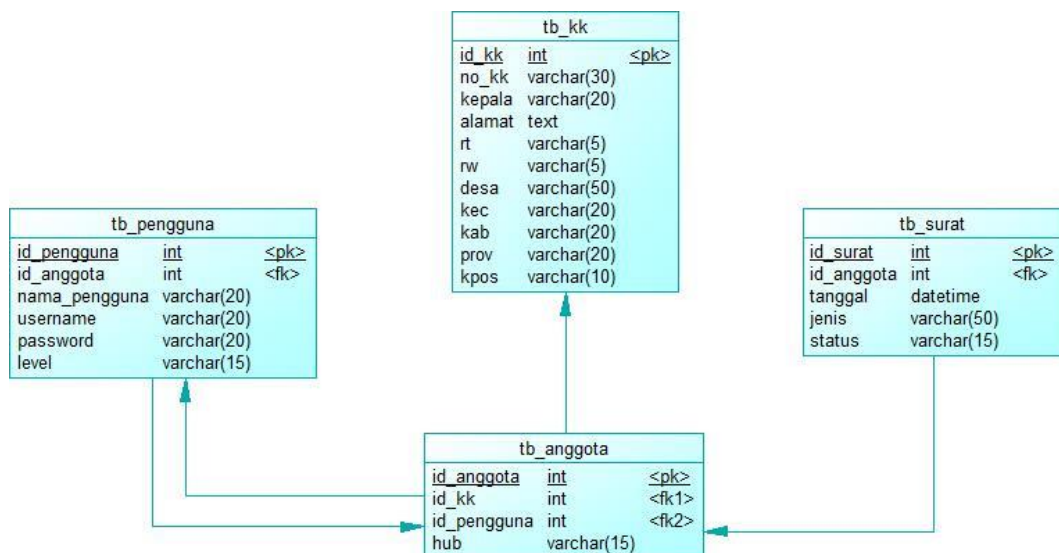 tb_kk
id_kk int <pk>
no_kk varchar(30)
kepala varchar(20)
alamat text
rt varchar(5)
rw varchar(5)
desa varchar(50)
kec varchar(20)
kab varchar(20)
prov varchar(20)
kpos varchar(10)
tb_pengguna
id_pengguna int <pk>
id_anggota int <fk>
nama_pengguna varchar(20)
username varchar(20)
password varchar(20)
level varchar(15)
tb_surat
id_surat int <pk>
id_anggota int <fk>
tanggal datetime
jenis varchar(50)
status varchar(15)
tb_anggota
id_anggota int <pk>
id_kk int <fk1>
id_pengguna int <fk2>
hub varchar(15)